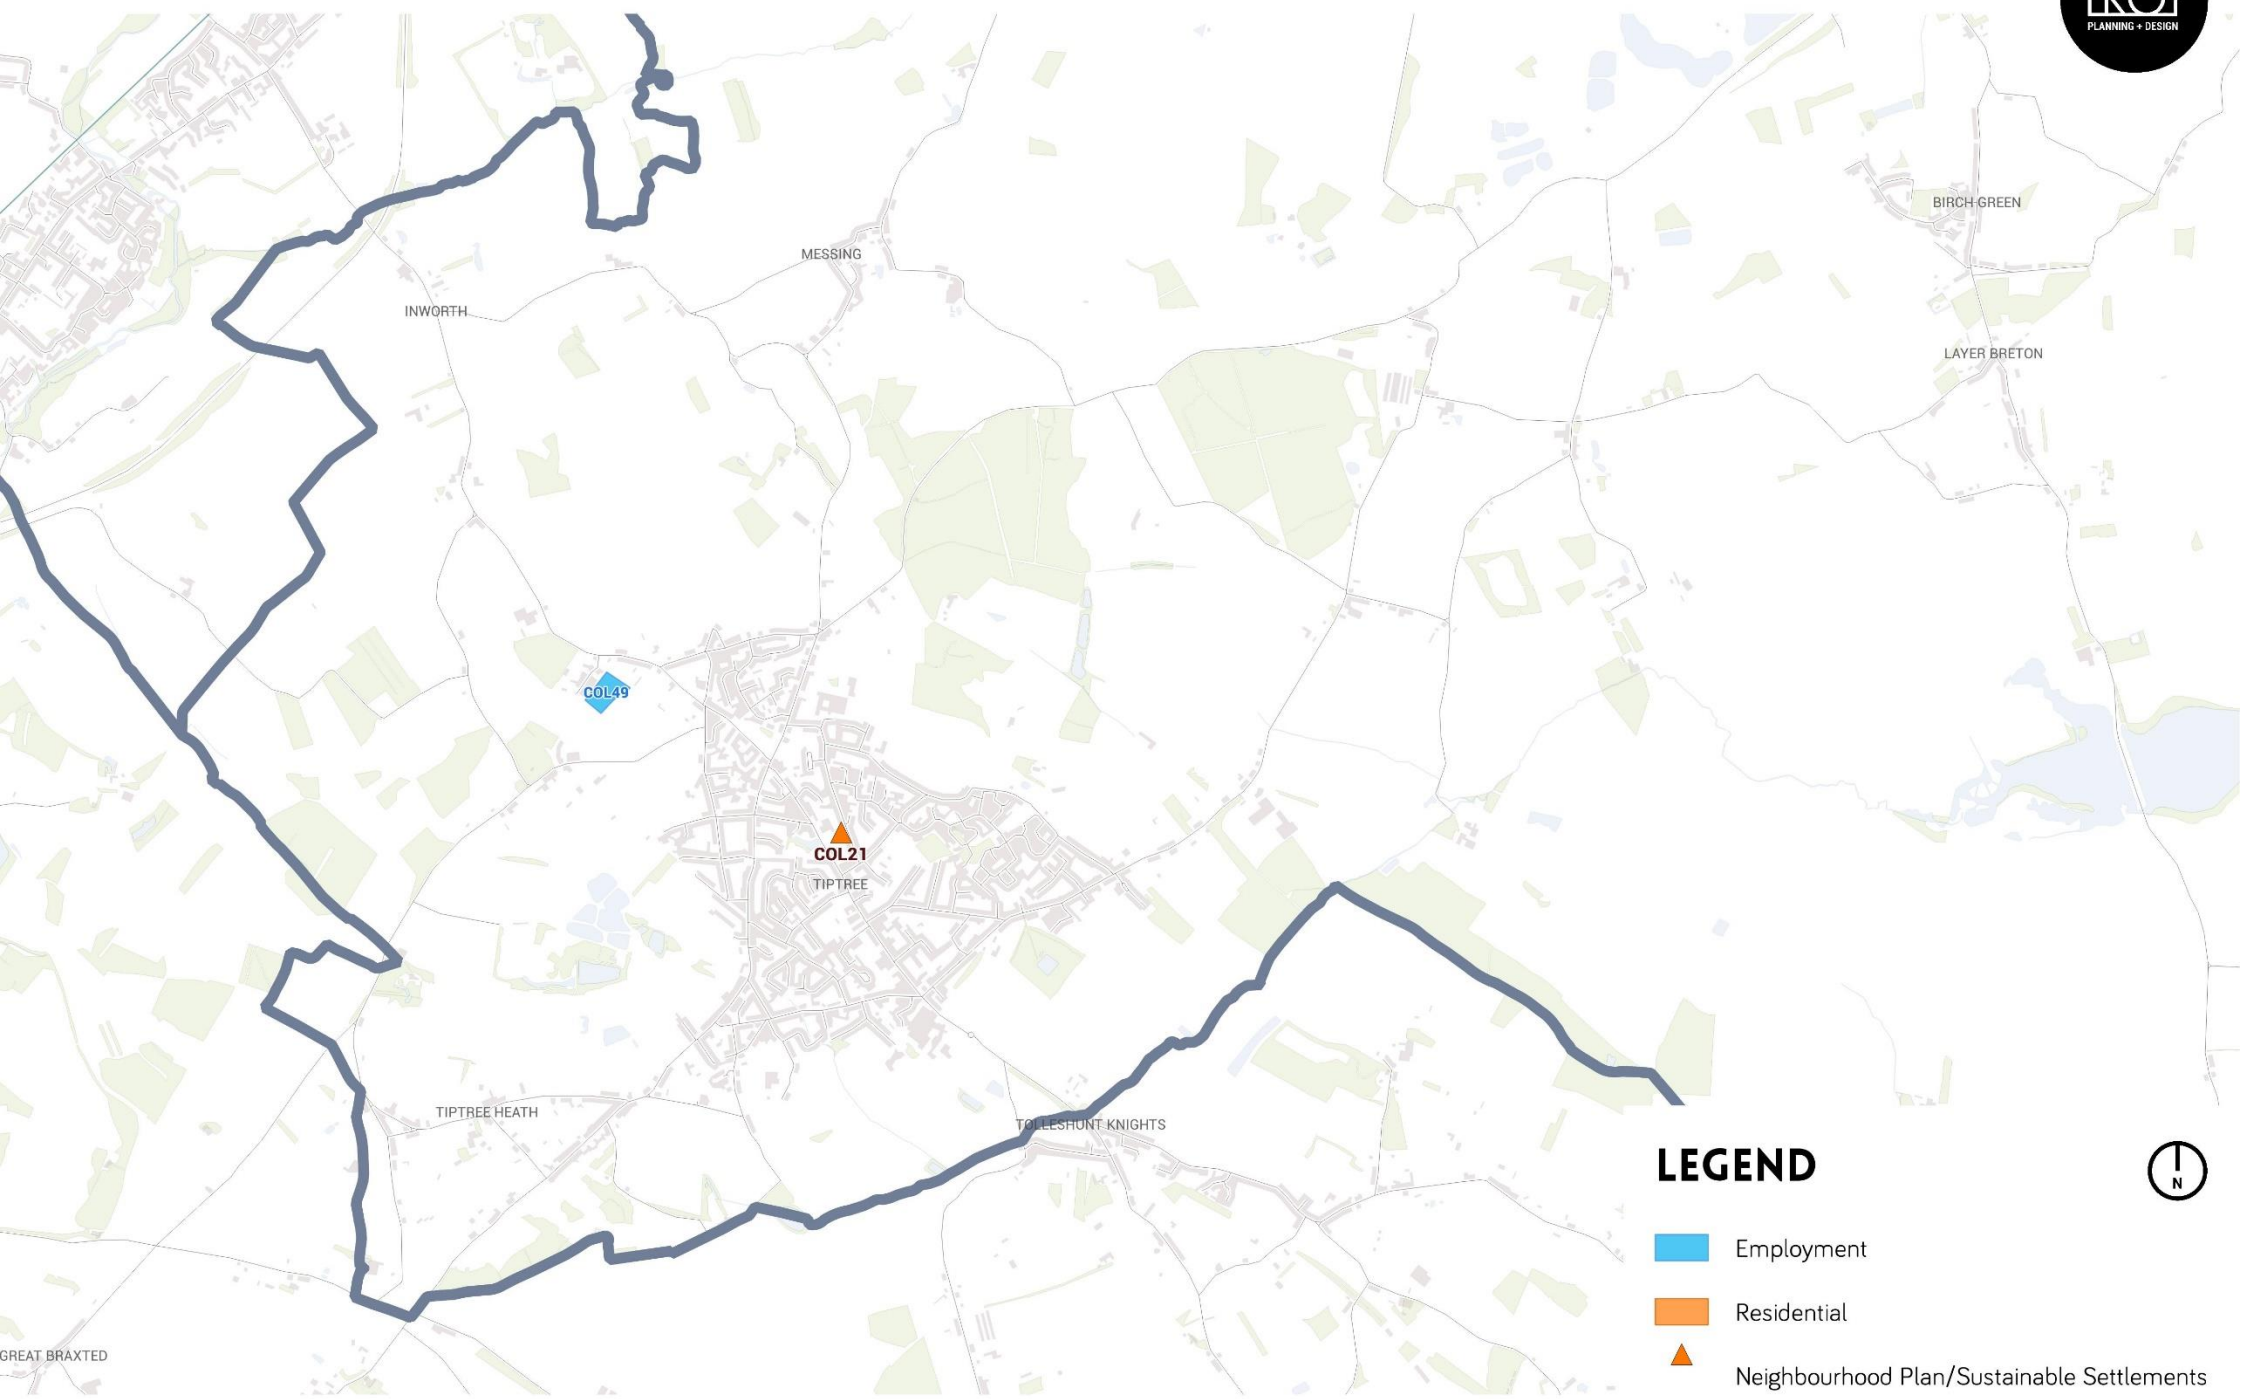 PLANNING + DESIGN
BIRCH GREEN
MESSING
INWORTH
LAYER BRETON
COL49
COL21
TIPTREE
TIPTREE HEATH
TOLLESHUNT KNIGHTS
GREAT BRAXTED
LEGEND
N
Employment
Residential
Neighbourhood Plan/Sustainable Settlements